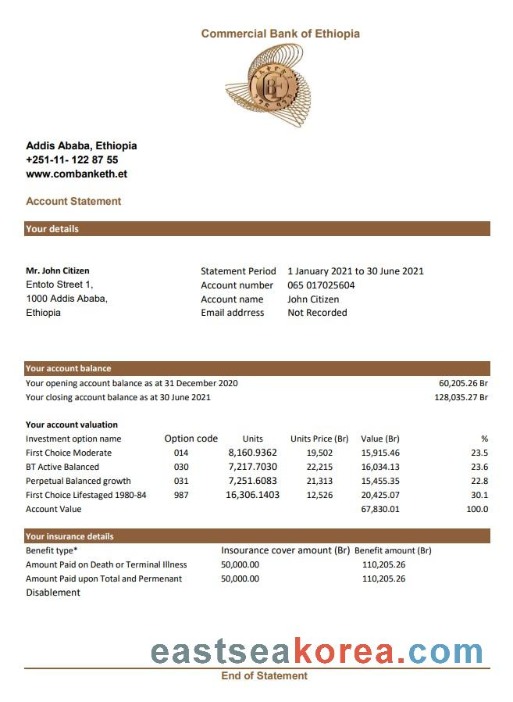 Commercial Bank of Ethiopia
Addis Ababa, Ethiopia
+251-11- 122 87 55
www.combanketh.et
Account Statement
Your details
Mr. John Citizen
Entoto Street 1,
1000 Addis Ababa,
Ethiopia
Statement Period 1 January 2021 to 30 June 2021
Account number 065 017025604
Account name John Citizen
Email addrress Not Recorded
Your account balance
Your opening account balance as at 31 December 2020 60,205.26 Br
Your closing account balance as at 30 June 2021 128,035.27 Br
Your account valuation
Investment option name Option code Units Units Price (Br) Value (Br) %
First Choice Moderate 014 8,160.9362 19,502 15,915.46 23.5
BT Active Balanced 030 7,217.7030 22,215 16,034.13 23.6
Perpetual Balanced growth 031 7,251.6083 21,313 15,455.35 22.8
First Choice Lifestaged 1980-84 987 16,306.1403 12,526 20,425.07 30.1
Account Value 67,830.01 100.0
Your insurance details
Benefit type* Insourance cover amount (Br) Benefit amount (Br)
Amount Paid on Death or Terminal Illness 50,000.00 110,205.26
Amount Paid upon Total and Permenant 50,000.00 110,205.26
Disablement
eastseakorea.com
End of Statement